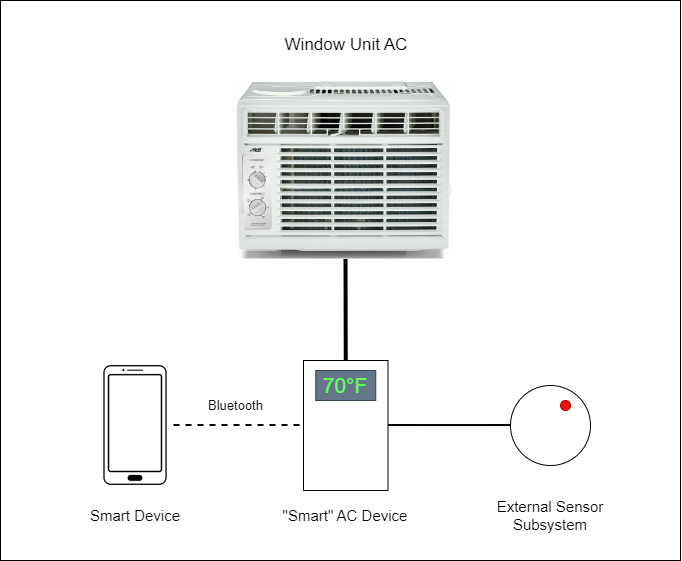 Window Unit AC
70°F
Bluetooth
Smart Device
"Smart" AC Device
External Sensor
Subsystem